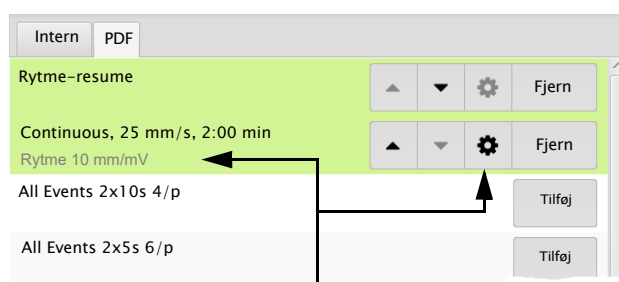 Intern PDF
Rytme-resume Fjern
Continuous, 25 mm/s, 2:00 min Fjern
Rytme 10 mm/mV
All Events 2x10s 4/p Tilføj
All Events 2x5s 6/p Tilføj